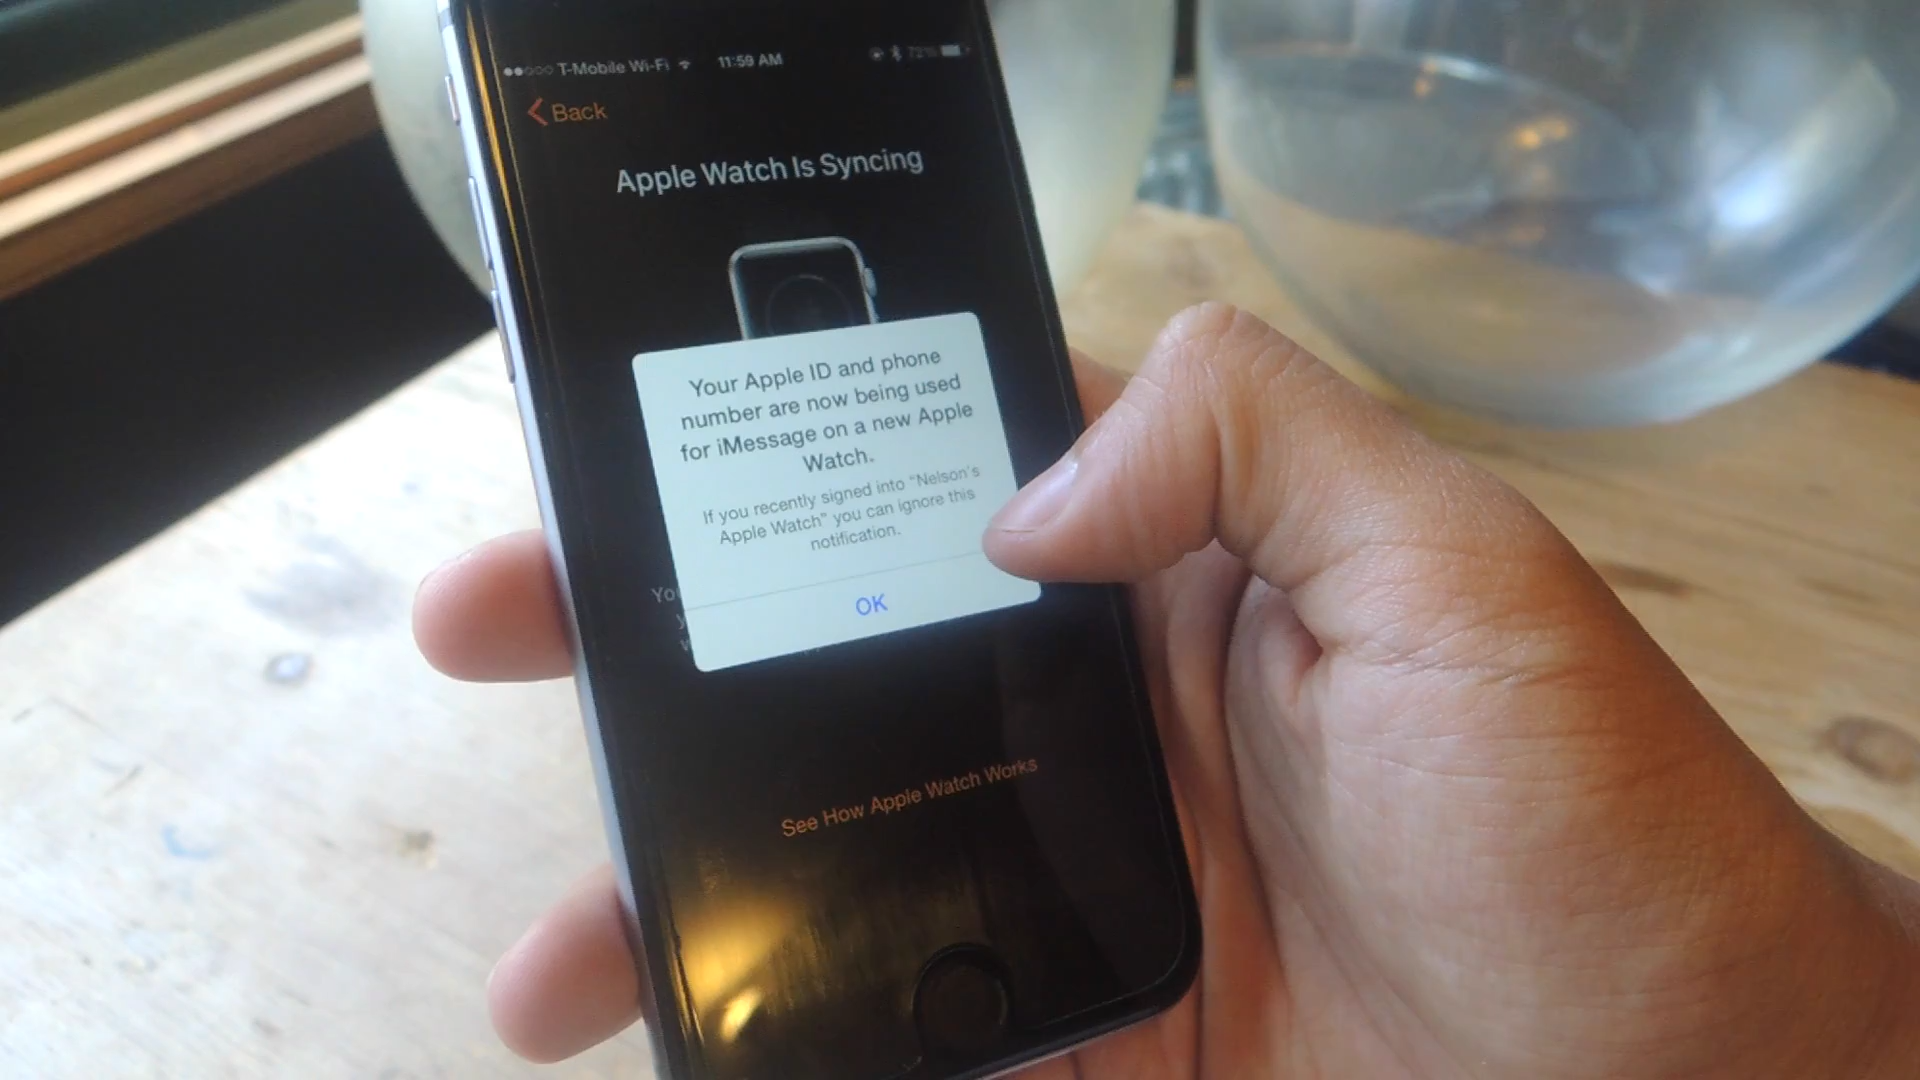 T-Mobile Wi-Fi 11:59 AM 72%
Back
Apple Watch Is Syncing
Your Apple ID and phone
number are now being used
for iMessage on a new Apple
Watch.
If you recently signed into “Nelson's
Apple Watch” you can ignore this
notification.
OK
See How Apple Watch Works